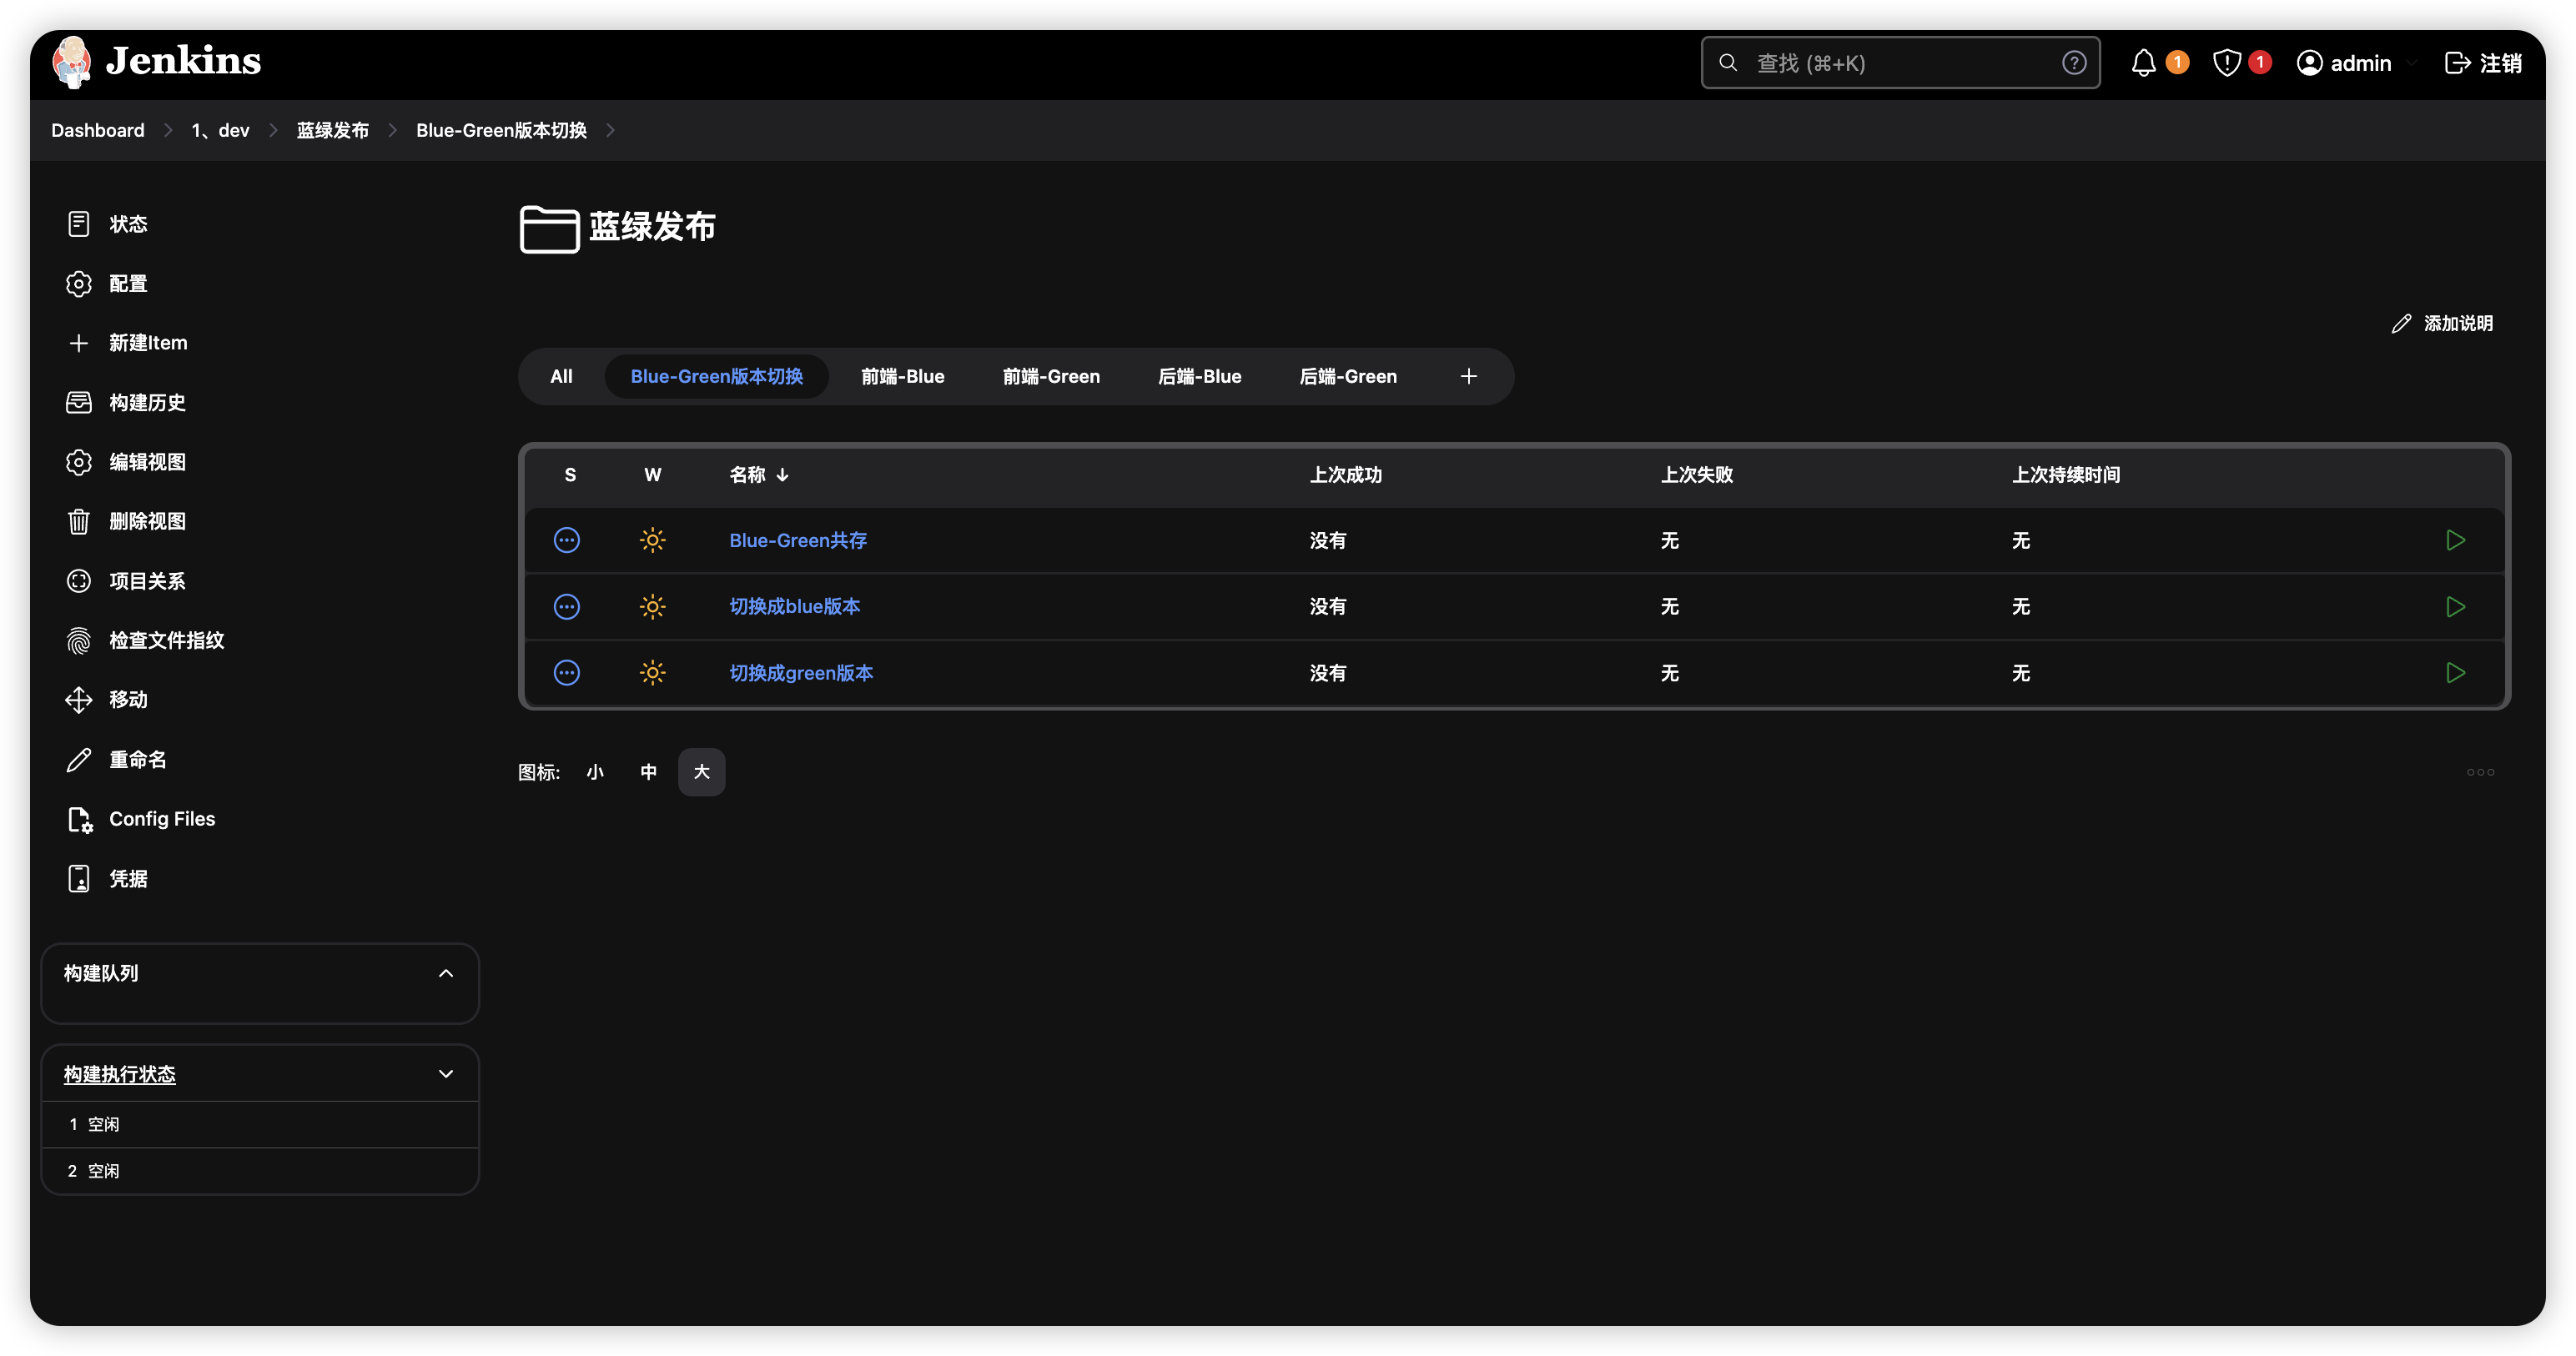 Jenkins
查找 (⌘+K)
1
1
admin
注销
Dashboard
1、dev
蓝绿发布
Blue-Green版本切换
状态
配置
新建Item
构建历史
编辑视图
删除视图
项目关系
检查文件指纹
移动
重命名
Config Files
凭据
构建队列
构建执行状态
1 空闲
2 空闲
蓝绿发布
添加说明
All Blue-Green版本切换 前端-Blue 前端-Green 后端-Blue 后端-Green +
S W 名称 ↓ 上次成功 上次失败 上次持续时间
Blue-Green共存 没有 无 无
切换成blue版本 没有 无 无
切换成green版本 没有 无 无
图标: 小 中 大